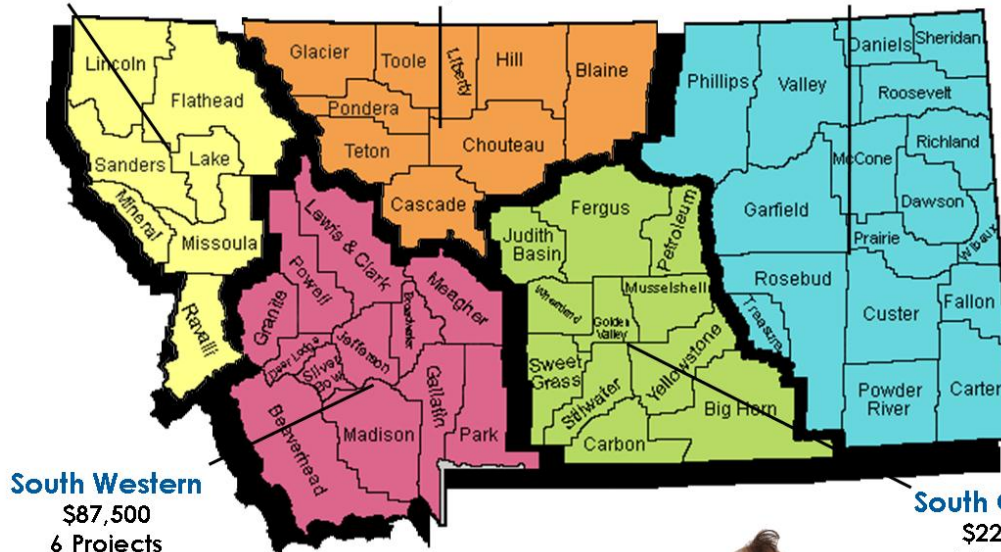 Lincoln
Flathead
Sanders
Lake
Mineral
Missoula
Ravalli
Glacier
Toole
Liberty
Hill
Blaine
Pondera
Teton
Chouteau
Cascade
Phillips
Valley
Daniels
Sheridan
Roosevelt
Richland
McCone
Garfield
Dawson
Prairie
Wibaux
Rosebud
Treasure
Custer
Fallon
Powder
River
Carter
Lewis & Clark
Powell
Granite
Meagher
Broadwater
Deer Lodge
Silver
Bow
Jefferson
Gallatin
Beaverhead
Madison
Park
Judith
Basin
Fergus
Petroleum
Wheatland
Golden
Valley
Musselshell
Sweet
Grass
Stillwater
Yellowstone
Big Horn
Carbon
South Western
$87,500
6 Projects
South
$22